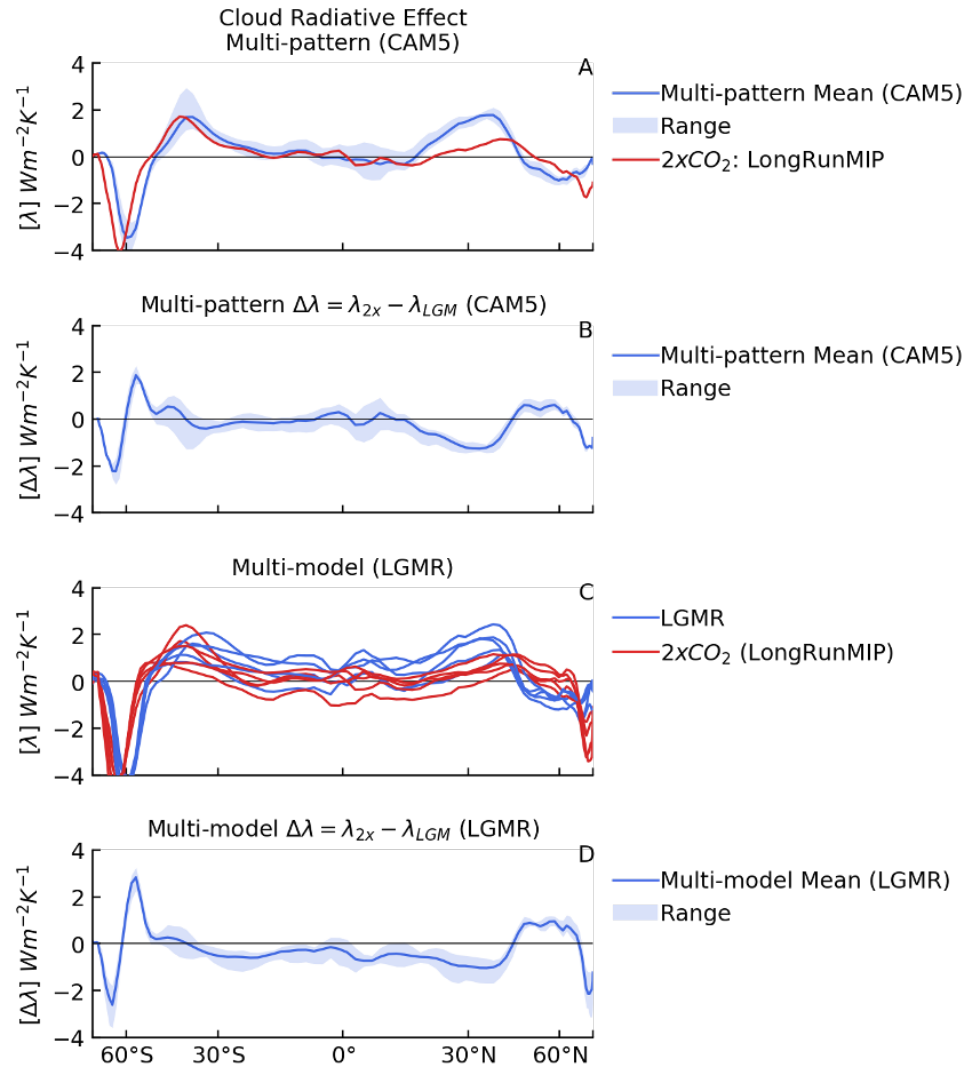 Cloud Radiative Effect
Multi-pattern (CAM5)
A
4
2
0
−2
−4
[λ] Wm⁻²K⁻¹
Multi-pattern Mean (CAM5)
Range
2xCO₂: LongRunMIP
Multi-pattern Δλ = λ₂ₓ − λ_LGM (CAM5)
B
4
2
0
−2
−4
[Δλ] Wm⁻²K⁻¹
Multi-pattern Mean (CAM5)
Range
Multi-model (LGMR)
C
4
2
0
−2
−4
[λ] Wm⁻²K⁻¹
LGMR
2xCO₂ (LongRunMIP)
Multi-model Δλ = λ₂ₓ − λ_LGM (LGMR)
D
4
2
0
−2
−4
[Δλ] Wm⁻²K⁻¹
Multi-model Mean (LGMR)
Range
60°S 30°S 0° 30°N 60°N